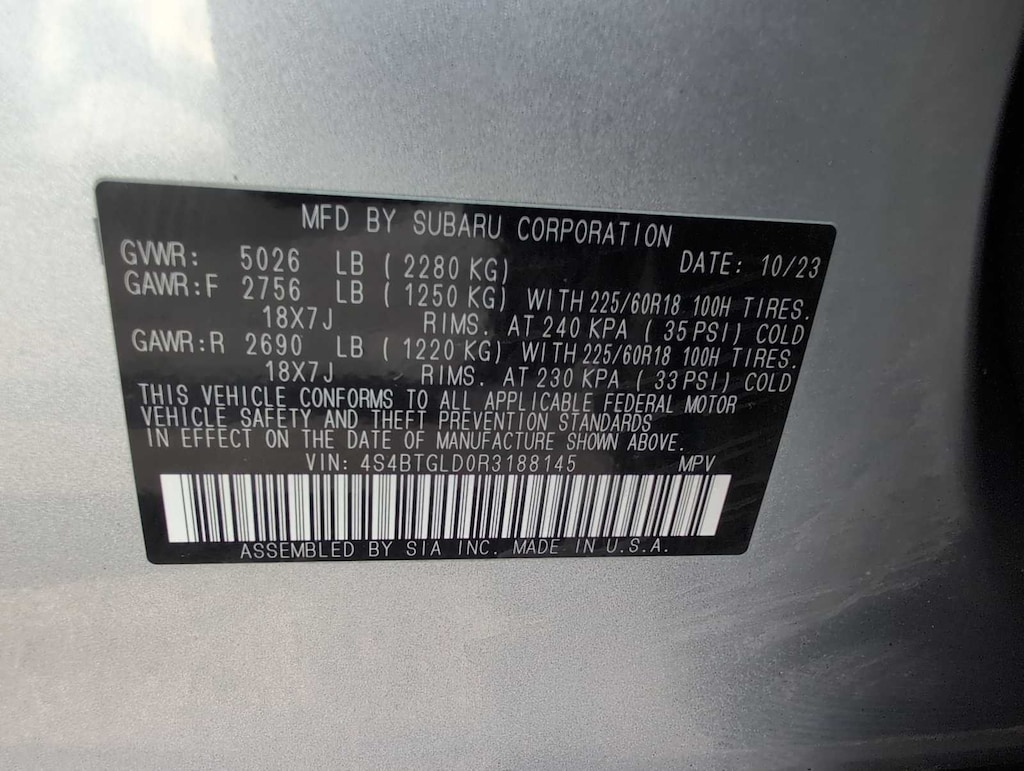 MFD BY SUBARU CORPORATION
GVWR: 5026 LB ( 2280 KG) DATE: 10/23
GAWR:F 2756 LB ( 1250 KG) WITH 225/60R18 100H TIRES.
18X7J RIMS. AT 240 KPA ( 35 PSI) COLD
GAWR:R 2690 LB ( 1220 KG) WITH 225/60R18 100H TIRES.
18X7J RIMS. AT 230 KPA ( 33 PSI) COLD
THIS VEHICLE CONFORMS TO ALL APPLICABLE FEDERAL MOTOR
VEHICLE SAFETY AND THEFT PREVENTION STANDARDS
IN EFFECT ON THE DATE OF MANUFACTURE SHOWN ABOVE.
VIN: 4S4BTGLD0R3188145 MPV
ASSEMBLED BY SIA INC. MADE IN U.S.A.